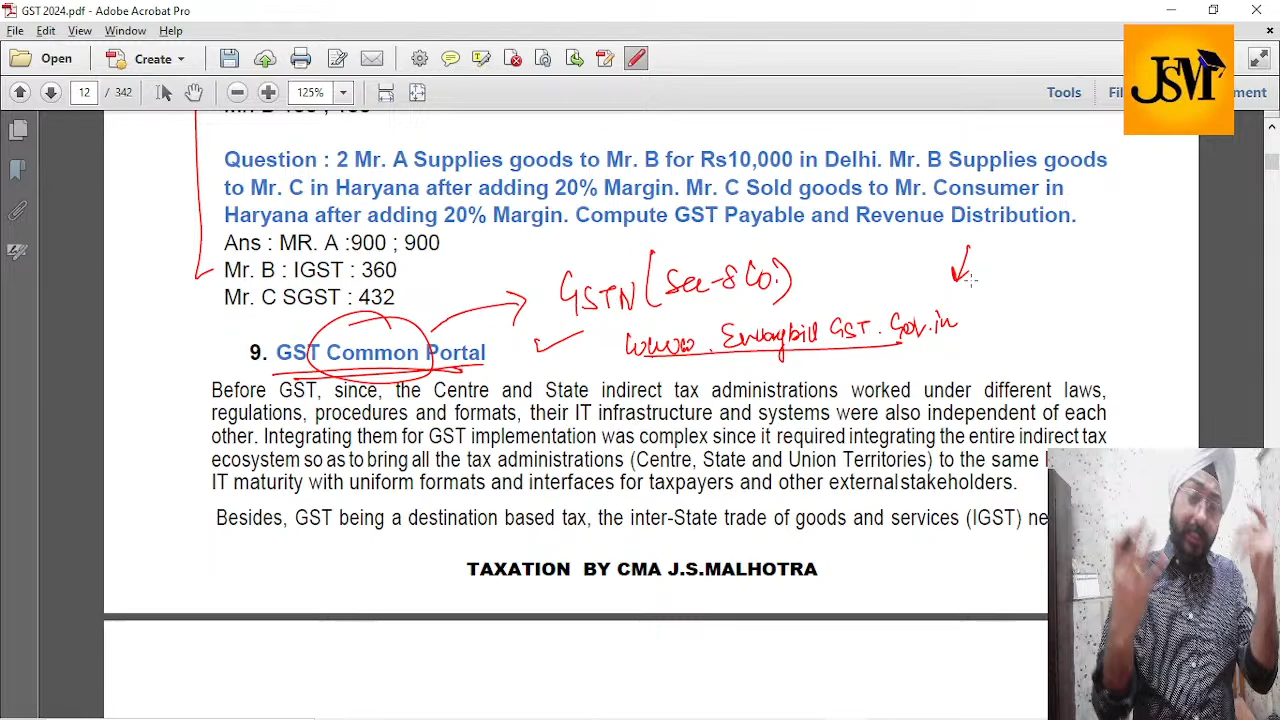 GST 2024.pdf - Adobe Acrobat Pro
File Edit View Window Help
Open Create
12 / 342 125% Tools
JSM
Question : 2 Mr. A Supplies goods to Mr. B for Rs10,000 in Delhi. Mr. B Supplies goods
to Mr. C in Haryana after adding 20% Margin. Mr. C Sold goods to Mr. Consumer in
Haryana after adding 20% Margin. Compute GST Payable and Revenue Distribution.
Ans : MR. A :900 ; 900
Mr. B : IGST : 360
Mr. C SGST : 432
GSTN (Sec-8 Co.)
www. Ewaybill GST. Gov.in
9. GST Common Portal
Before GST, since, the Centre and State indirect tax administrations worked under different laws,
regulations, procedures and formats, their IT infrastructure and systems were also independent of each
other. Integrating them for GST implementation was complex since it required integrating the entire indirect tax
ecosystem so as to bring all the tax administrations (Centre, State and Union Territories) to the same
IT maturity with uniform formats and interfaces for taxpayers and other external stakeholders.
Besides, GST being a destination based tax, the inter-State trade of goods and services (IGST)
TAXATION BY CMA J.S.MALHOTRA